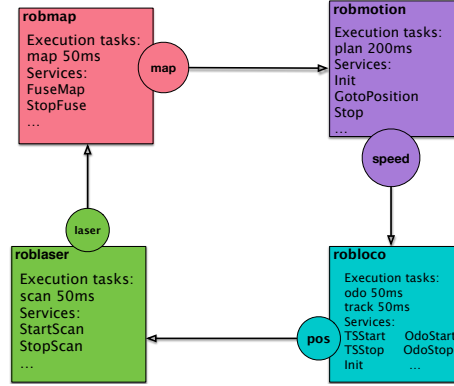 robmap
Execution tasks:
map 50ms
Services:
FuseMap
StopFuse
...
map
robmotion
Execution tasks:
plan 200ms
Services:
Init
GotoPosition
Stop
...
speed
laser
roblaser
Execution tasks:
scan 50ms
Services:
StartScan
StopScan
...
pos
robloco
Execution tasks:
odo 50ms
track 50ms
Services:
TSStart OdoStart
TSStop OdoStop
Init ...